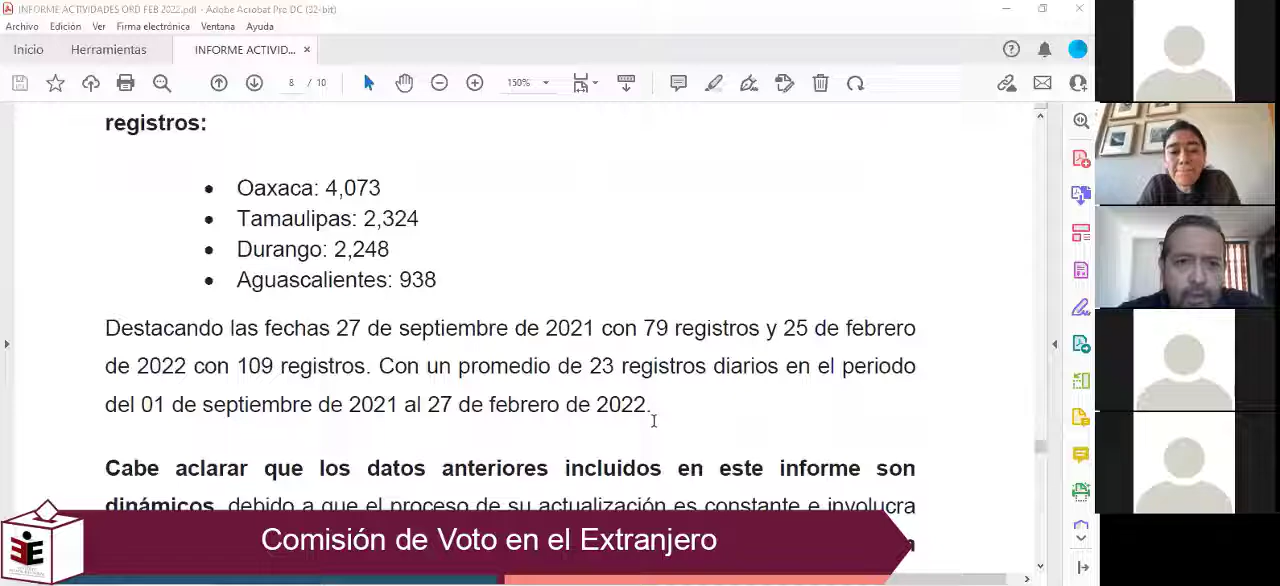 INFORME ACTIVIDADES ORD FEB 2022.pdf - Adobe Acrobat Pro DC (32-bit)
Archivo Edición Ver Firma electrónica Ventana Ayuda
Inicio Herramientas INFORME ACTIVID... ×
8 / 10 150%
registros:
• Oaxaca: 4,073
• Tamaulipas: 2,324
• Durango: 2,248
• Aguascalientes: 938
Destacando las fechas 27 de septiembre de 2021 con 79 registros y 25 de febrero
de 2022 con 109 registros. Con un promedio de 23 registros diarios en el periodo
del 01 de septiembre de 2021 al 27 de febrero de 2022.
Cabe aclarar que los datos anteriores incluidos en este informe son
dinámicos, debido a que el proceso de su actualización es constante e involucra
Comisión de Voto en el Extranjero